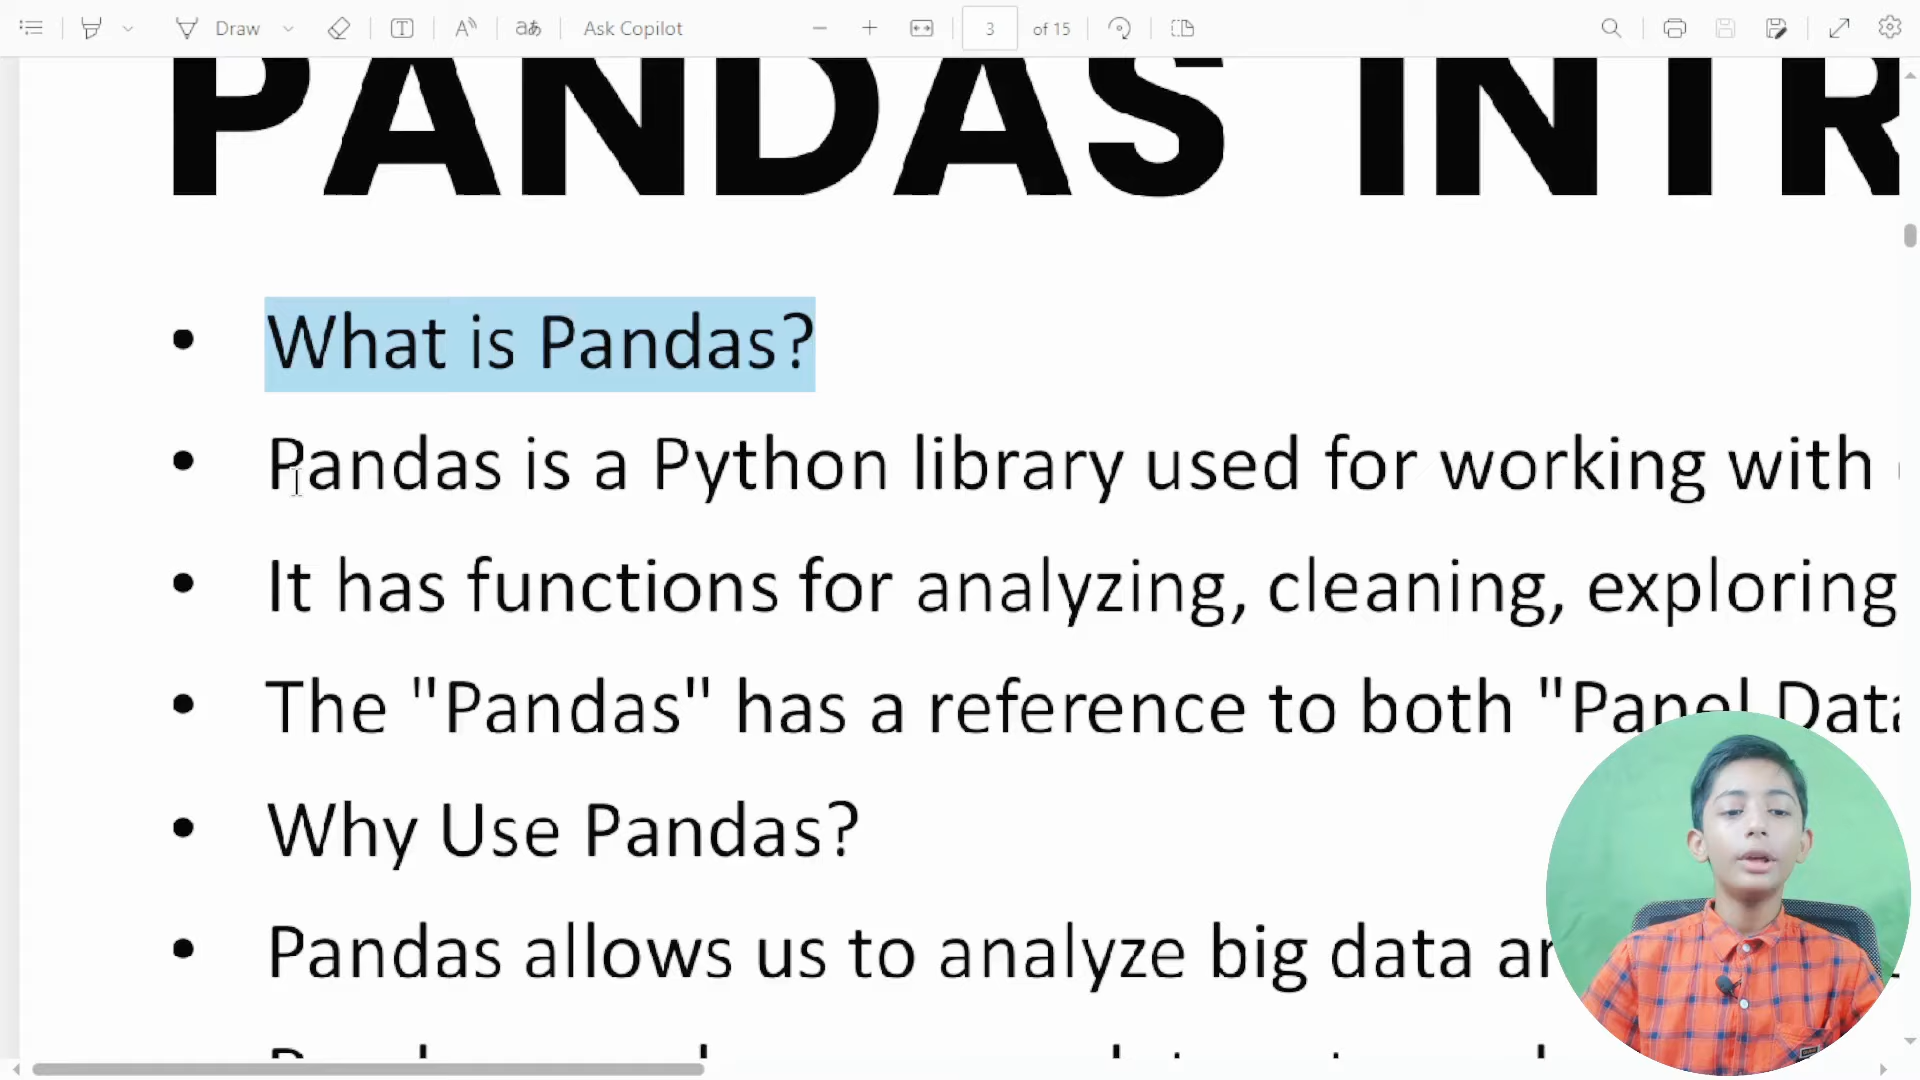 Draw
Ask Copilot
3 of 15
PANDAS INTR
• What is Pandas?
• Pandas is a Python library used for working with
• It has functions for analyzing, cleaning, exploring
• The "Pandas" has a reference to both "Panel Data
• Why Use Pandas?
• Pandas allows us to analyze big data